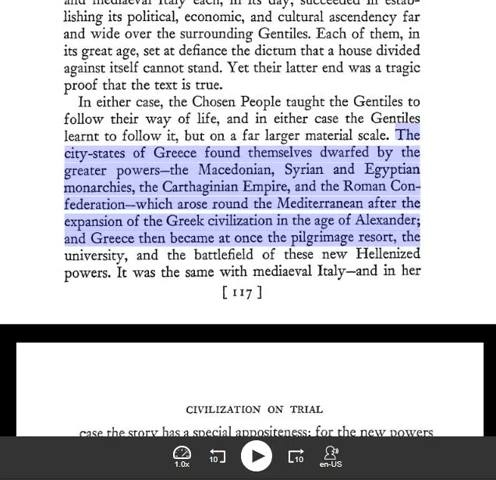 and mediaeval Italy each, in its day, succeeded in estab-
lishing its political, economic, and cultural ascendency far
and wide over the surrounding Gentiles. Each of them, in
its great age, set at defiance the dictum that a house divided
against itself cannot stand. Yet their latter end was a tragic
proof that the text is true.
In either case, the Chosen People taught the Gentiles to
follow their way of life, and in either case the Gentiles
learnt to follow it, but on a far larger material scale. The
city-states of Greece found themselves dwarfed by the
greater powers—the Macedonian, Syrian and Egyptian
monarchies, the Carthaginian Empire, and the Roman Con-
federation—which arose round the Mediterranean after the
expansion of the Greek civilization in the age of Alexander;
and Greece then became at once the pilgrimage resort, the
university, and the battlefield of these new Hellenized
powers. It was the same with mediaeval Italy—and in her
[ 117 ]
CIVILIZATION ON TRIAL
case the story has a special appositeness: for the new powers
1.0x
10
10
en-US